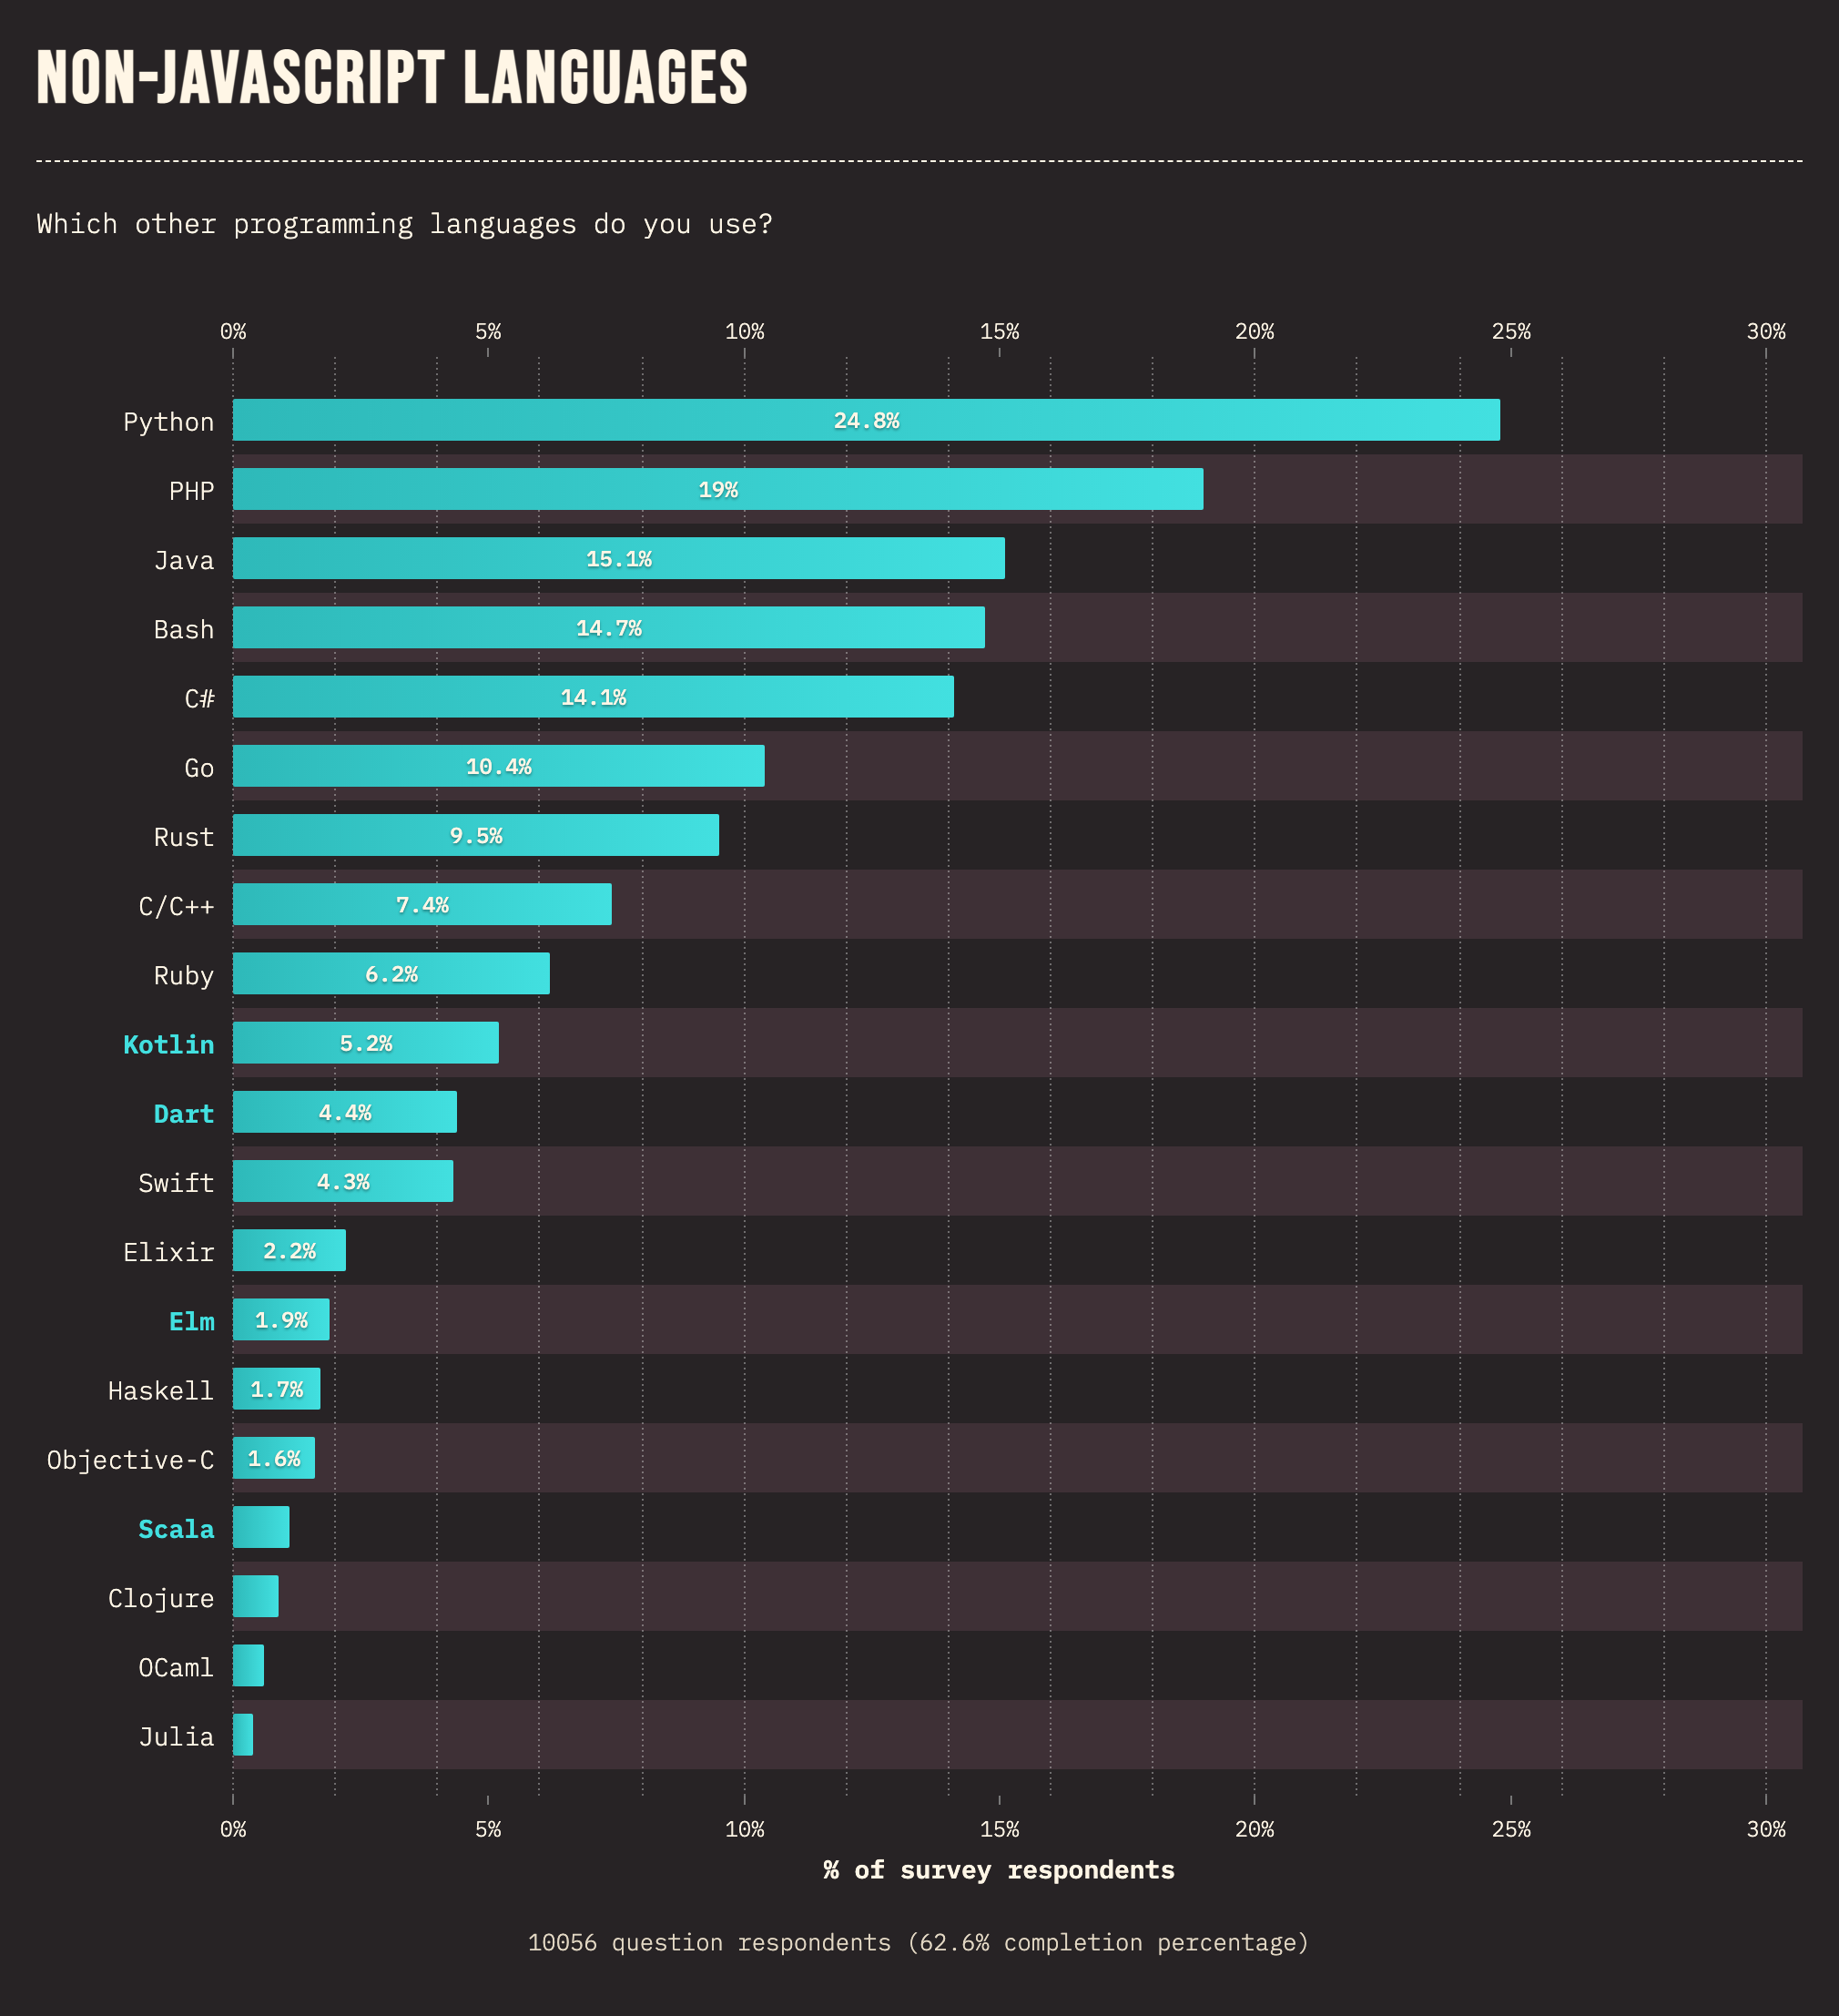 NON-JAVASCRIPT LANGUAGES
Which other programming languages do you use?
0% 5% 10% 15% 20% 25% 30%
Python 24.8%
PHP 19%
Java 15.1%
Bash 14.7%
C# 14.1%
Go 10.4%
Rust 9.5%
C/C++ 7.4%
Ruby 6.2%
Kotlin 5.2%
Dart 4.4%
Swift 4.3%
Elixir 2.2%
Elm 1.9%
Haskell 1.7%
Objective-C 1.6%
Scala
Clojure
OCaml
Julia
0% 5% 10% 15% 20% 25% 30%
% of survey respondents
10056 question respondents (62.6% completion percentage)